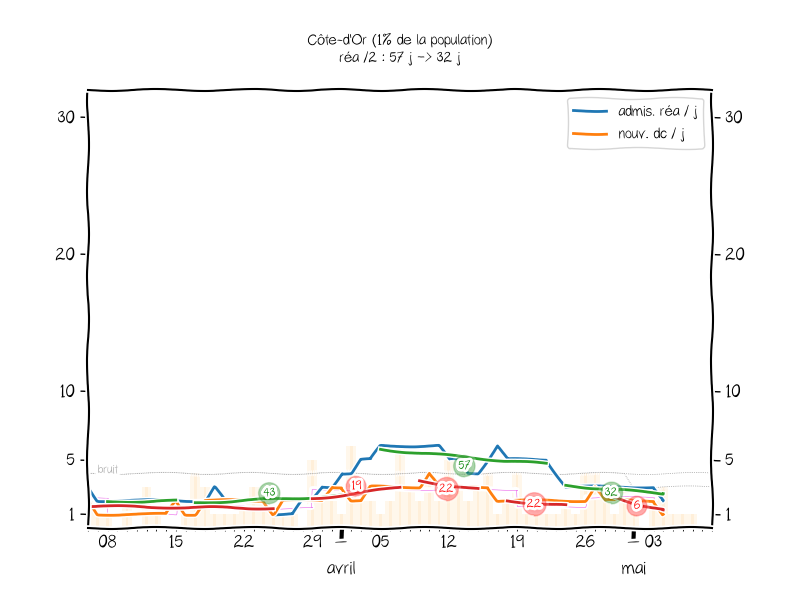 Côte-d'Or (1% de la population)
réa /2 : 57 j -> 32 j
30
30
admis. réa / j
nouv. dc / j
20
20
10
10
bruit
5
5
57
43
19
22
32
22
6
1
1
08 15 22 29 05 12 19 26 03
avril mai